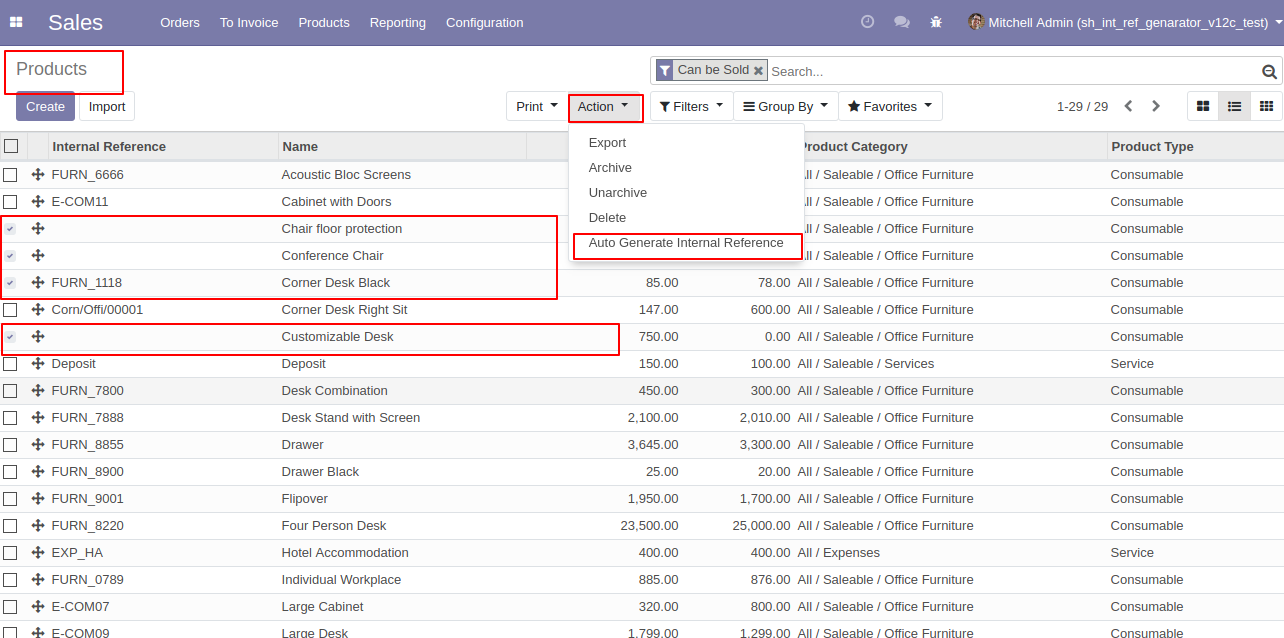 Sales Orders To Invoice Products Reporting Configuration Mitchell Admin (sh_int_ref_genarator_v12c_test)
Products Can be Sold Search...
Create Import Print Action Filters Group By Favorites 1-29 / 29
Internal Reference Name Product Category Product Type
Export
Archive
Unarchive
Delete
Auto Generate Internal Reference
FURN_6666 Acoustic Bloc Screens All / Saleable / Office Furniture Consumable
E-COM11 Cabinet with Doors All / Saleable / Office Furniture Consumable
Chair floor protection All / Saleable / Office Furniture Consumable
Conference Chair All / Saleable / Office Furniture Consumable
FURN_1118 Corner Desk Black 85.00 78.00 All / Saleable / Office Furniture Consumable
Corn/Offi/00001 Corner Desk Right Sit 147.00 600.00 All / Saleable / Office Furniture Consumable
Customizable Desk 750.00 0.00 All / Saleable / Office Furniture Consumable
Deposit Deposit 150.00 100.00 All / Saleable / Services Service
FURN_7800 Desk Combination 450.00 300.00 All / Saleable / Office Furniture Consumable
FURN_7888 Desk Stand with Screen 2,100.00 2,010.00 All / Saleable / Office Furniture Consumable
FURN_8855 Drawer 3,645.00 3,300.00 All / Saleable / Office Furniture Consumable
FURN_8900 Drawer Black 25.00 20.00 All / Saleable / Office Furniture Consumable
FURN_9001 Flipover 1,950.00 1,700.00 All / Saleable / Office Furniture Consumable
FURN_8220 Four Person Desk 23,500.00 25,000.00 All / Saleable / Office Furniture Consumable
EXP_HA Hotel Accommodation 400.00 400.00 All / Expenses Service
FURN_0789 Individual Workplace 885.00 876.00 All / Saleable / Office Furniture Consumable
E-COM07 Large Cabinet 320.00 800.00 All / Saleable / Office Furniture Consumable
E-COM09 Large Desk 1,799.00 1,299.00 All / Saleable / Office Furniture Consumable